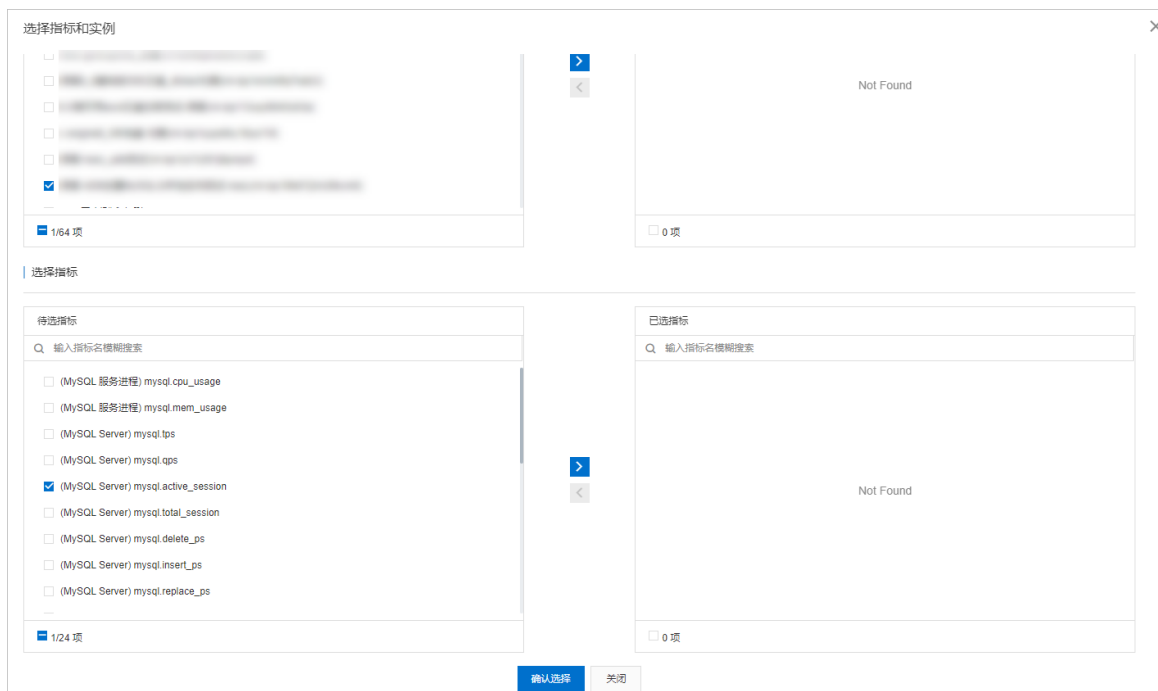 选择指标和实例
Not Found
1/64 项
0 项
选择指标
待选指标
已选指标
输入指标名模糊搜索
输入指标名模糊搜索
(MySQL 服务进程) mysql.cpu_usage
(MySQL 服务进程) mysql.mem_usage
(MySQL Server) mysql.tps
(MySQL Server) mysql.qps
(MySQL Server) mysql.active_session
(MySQL Server) mysql.total_session
(MySQL Server) mysql.delete_ps
(MySQL Server) mysql.insert_ps
(MySQL Server) mysql.replace_ps
Not Found
1/24 项
0 项
确认选择
关闭